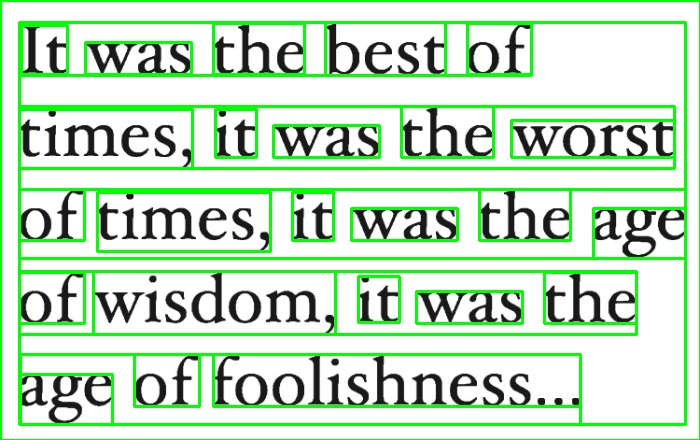 It was the best of
times, it was the worst
of times, it was the age
of wisdom, it was the
age of foolishness...